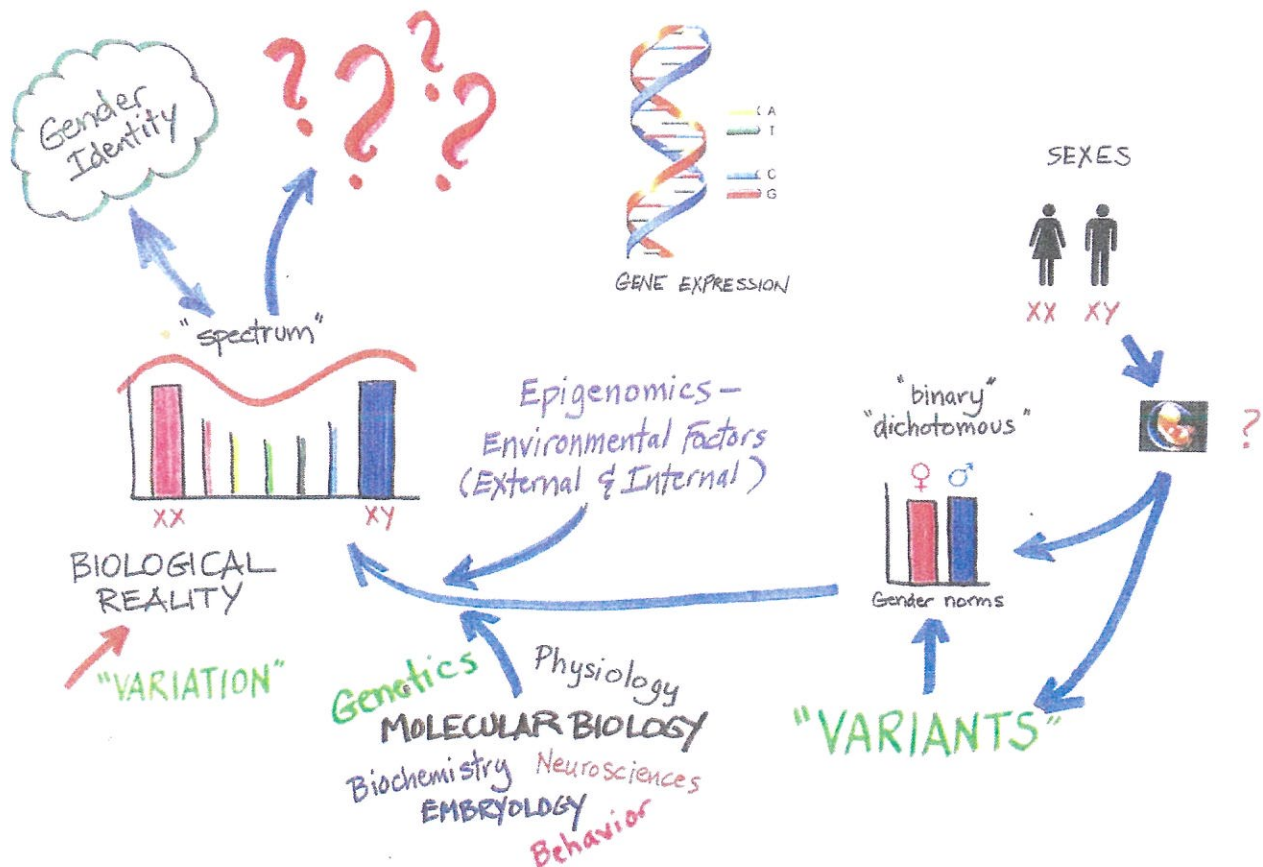 Gender
Identity
? ? ? ?
A
T
C
G
GENE EXPRESSION
SEXES
XX XY
?
"spectrum"
XX XY
BIOLOGICAL
REALITY
"VARIATION"
Epigenomics –
Environmental Factors
(External & Internal)
"binary"
"dichotomous"
♀ ♂
Gender norms
"VARIANTS"
Genetics
Physiology
MOLECULAR BIOLOGY
Biochemistry Neurosciences
EMBRYOLOGY
Behavior